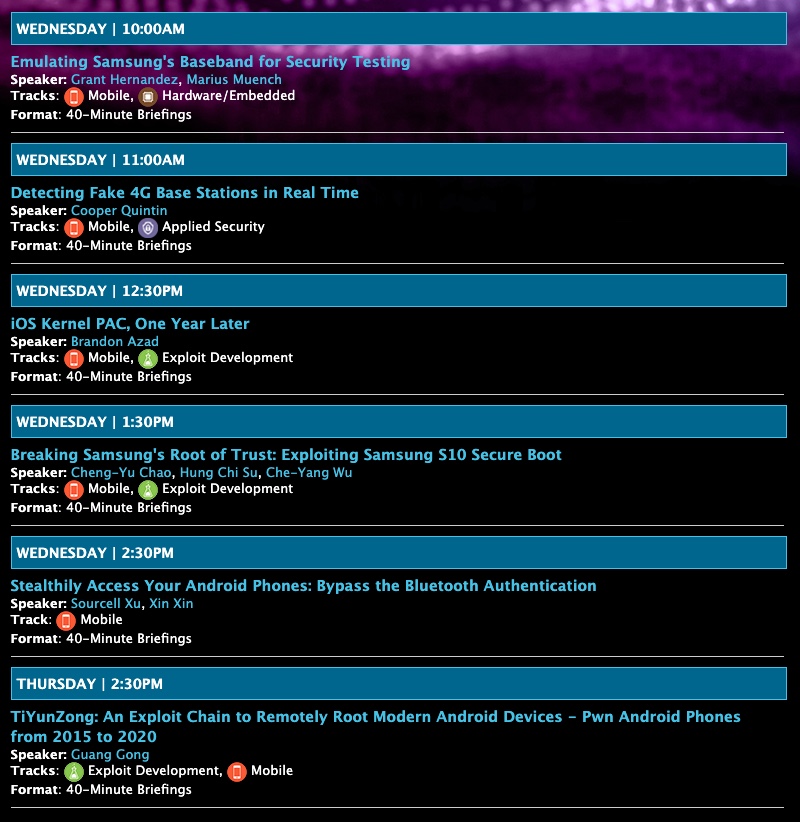 WEDNESDAY | 10:00AM
Emulating Samsung's Baseband for Security Testing
Speaker: Grant Hernandez, Marius Muench
Tracks: Mobile, Hardware/Embedded
Format: 40-Minute Briefings
WEDNESDAY | 11:00AM
Detecting Fake 4G Base Stations in Real Time
Speaker: Cooper Quintin
Tracks: Mobile, Applied Security
Format: 40-Minute Briefings
WEDNESDAY | 12:30PM
iOS Kernel PAC, One Year Later
Speaker: Brandon Azad
Tracks: Mobile, Exploit Development
Format: 40-Minute Briefings
WEDNESDAY | 1:30PM
Breaking Samsung's Root of Trust: Exploiting Samsung S10 Secure Boot
Speaker: Cheng-Yu Chao, Hung Chi Su, Che-Yang Wu
Tracks: Mobile, Exploit Development
Format: 40-Minute Briefings
WEDNESDAY | 2:30PM
Stealthily Access Your Android Phones: Bypass the Bluetooth Authentication
Speaker: Sourcell Xu, Xin Xin
Track: Mobile
Format: 40-Minute Briefings
THURSDAY | 2:30PM
TiYunZong: An Exploit Chain to Remotely Root Modern Android Devices - Pwn Android Phones
from 2015 to 2020
Speaker: Guang Gong
Tracks: Exploit Development, Mobile
Format: 40-Minute Briefings